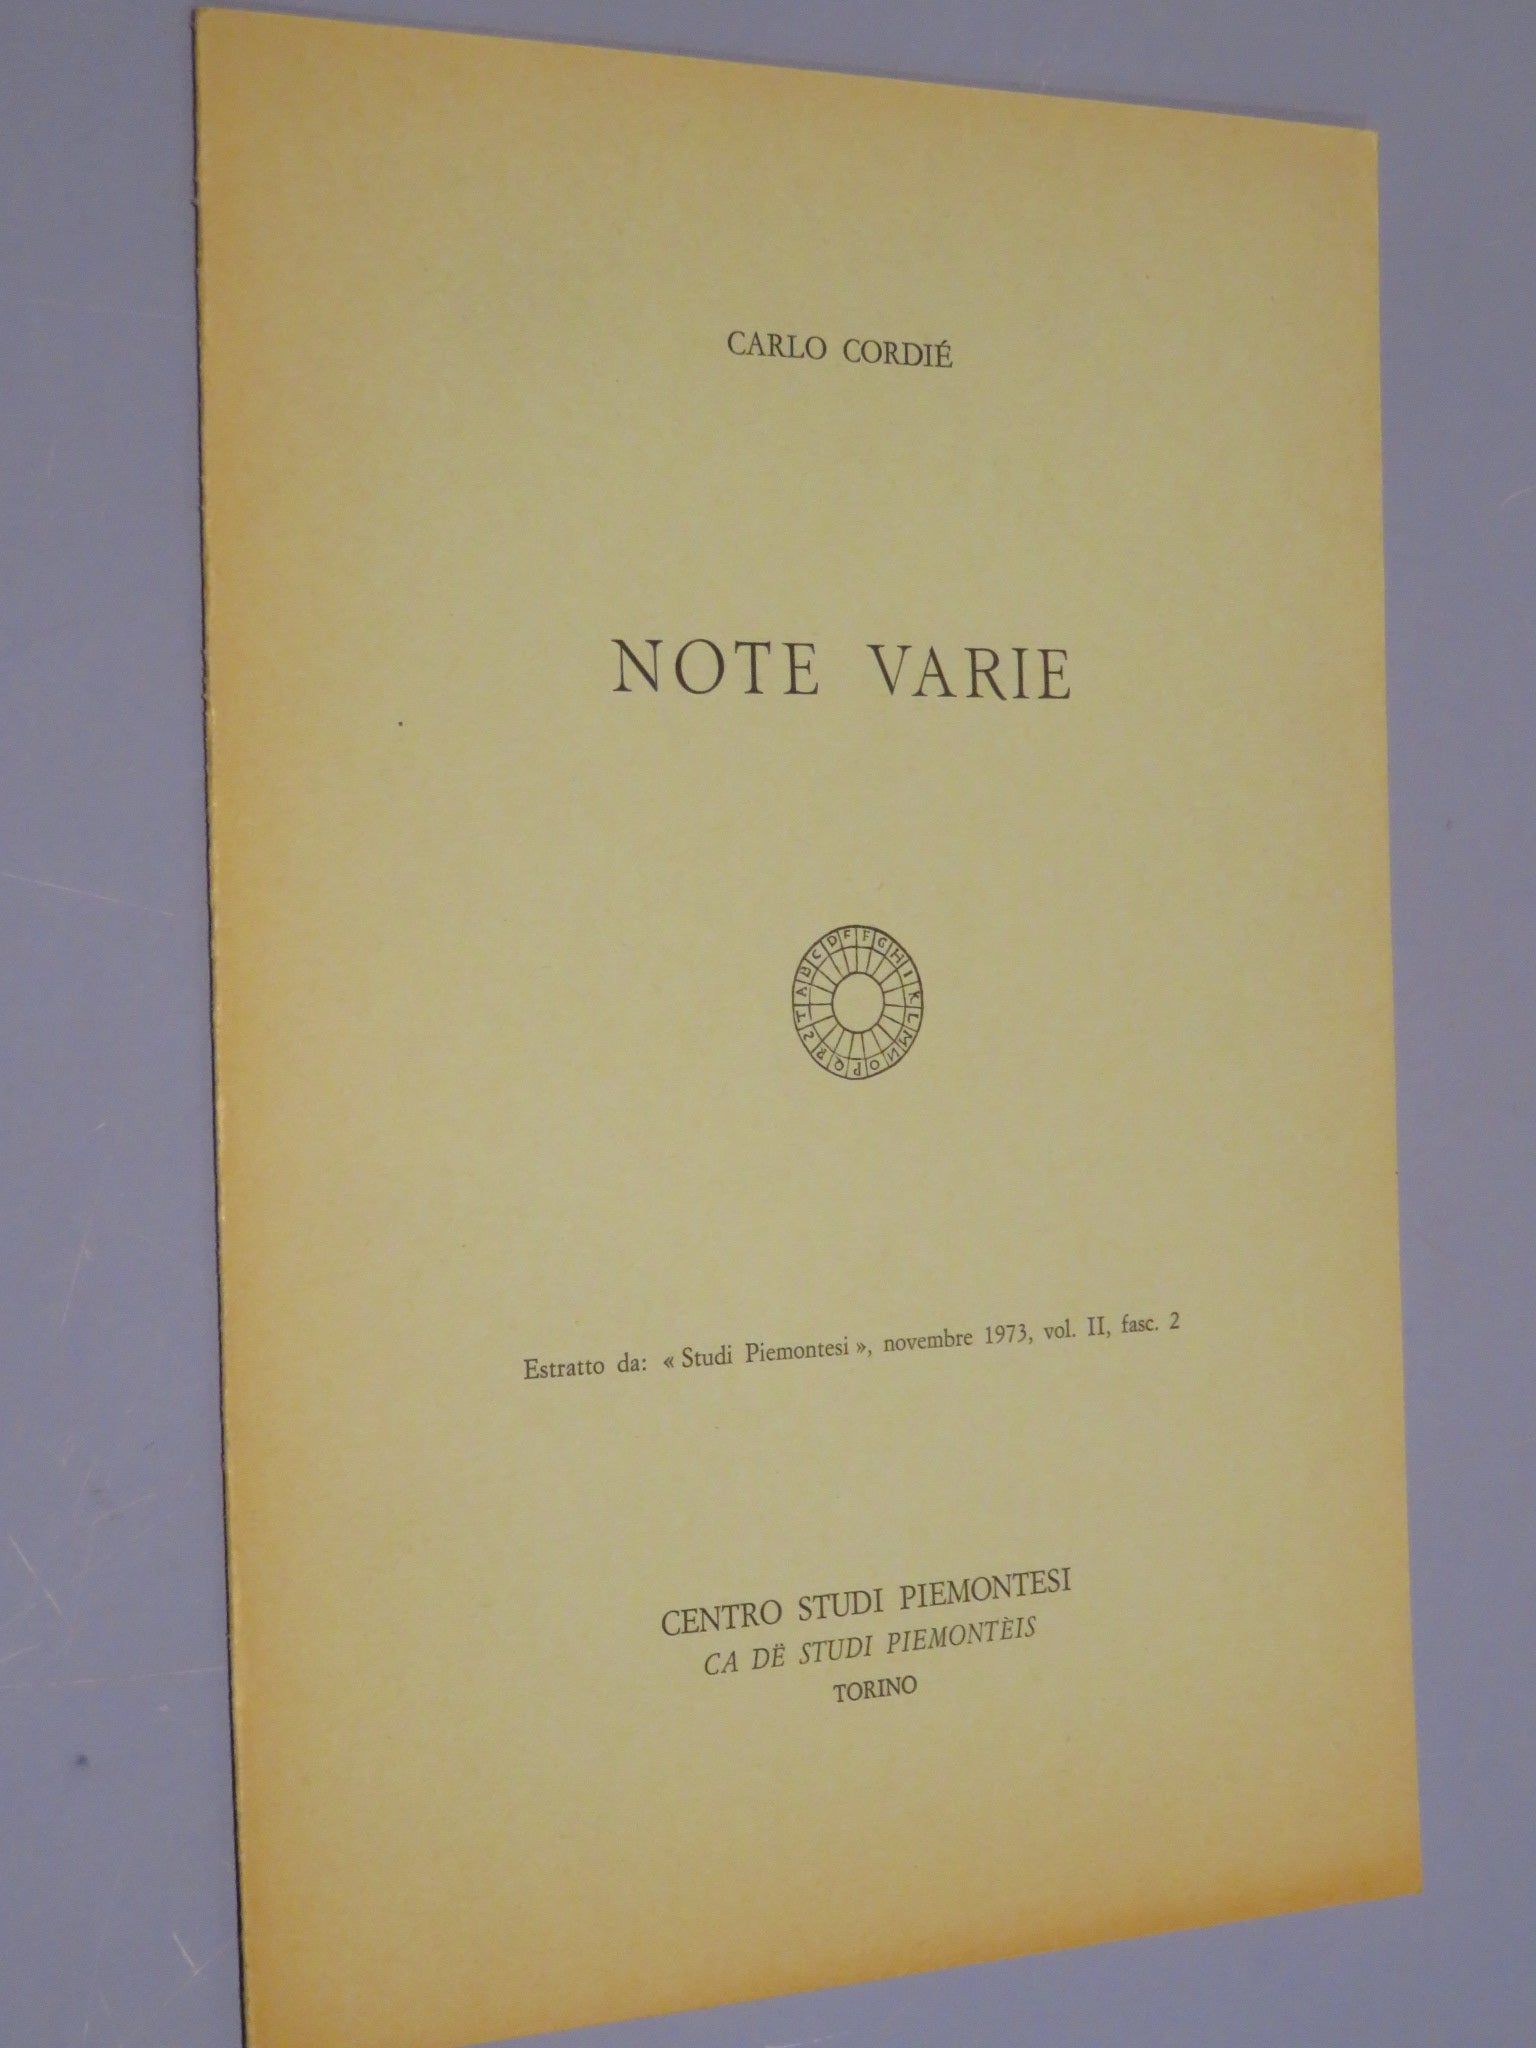 CARLO CORDIÉ
NOTE VARIE
A B C D E F G H I K L M N O P Q R S T
Estratto da: « Studi Piemontesi », novembre 1973, vol. II, fasc. 2
CENTRO STUDI PIEMONTESI
CA DË STUDI PIEMONTÈIS
TORINO